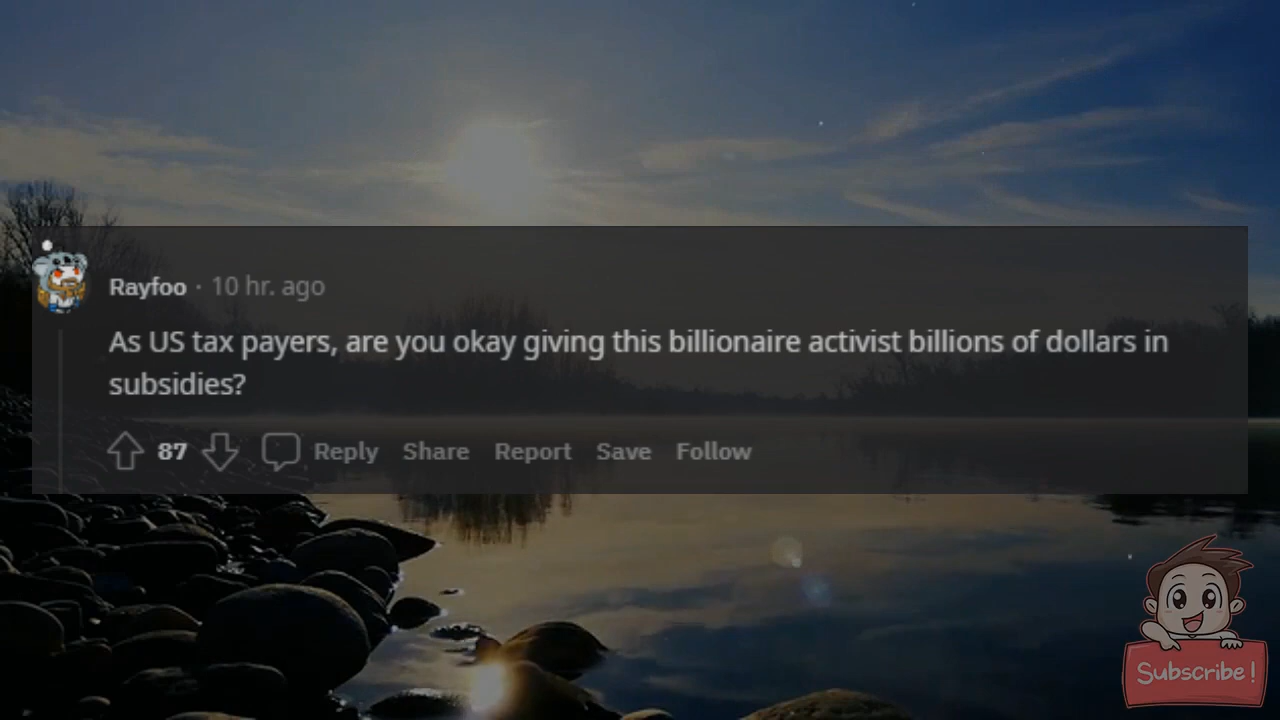 Rayfoo · 10 hr. ago
As US tax payers, are you okay giving this billionaire activist billions of dollars in
subsidies?
87 Reply Share Report Save Follow
Subscribe!